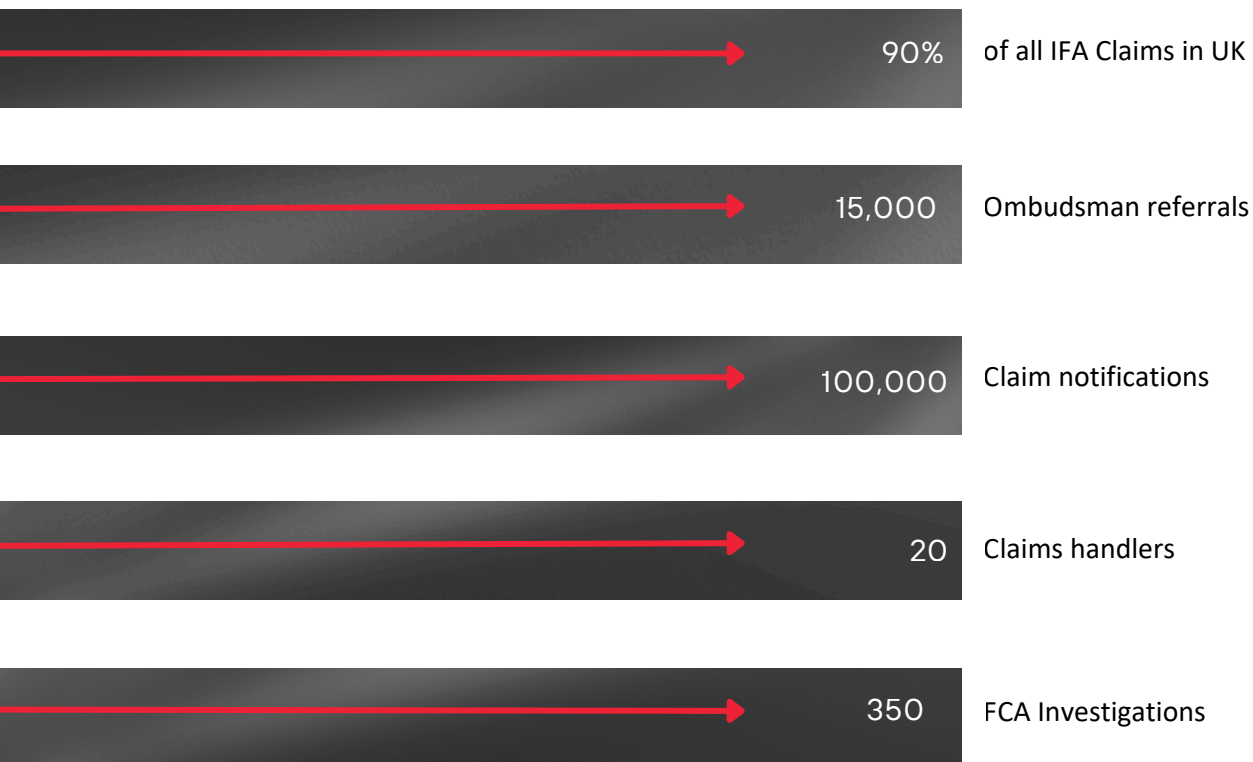 90% of all IFA Claims in UK
15,000 Ombudsman referrals
100,000 Claim notifications
20 Claims handlers
350 FCA Investigations